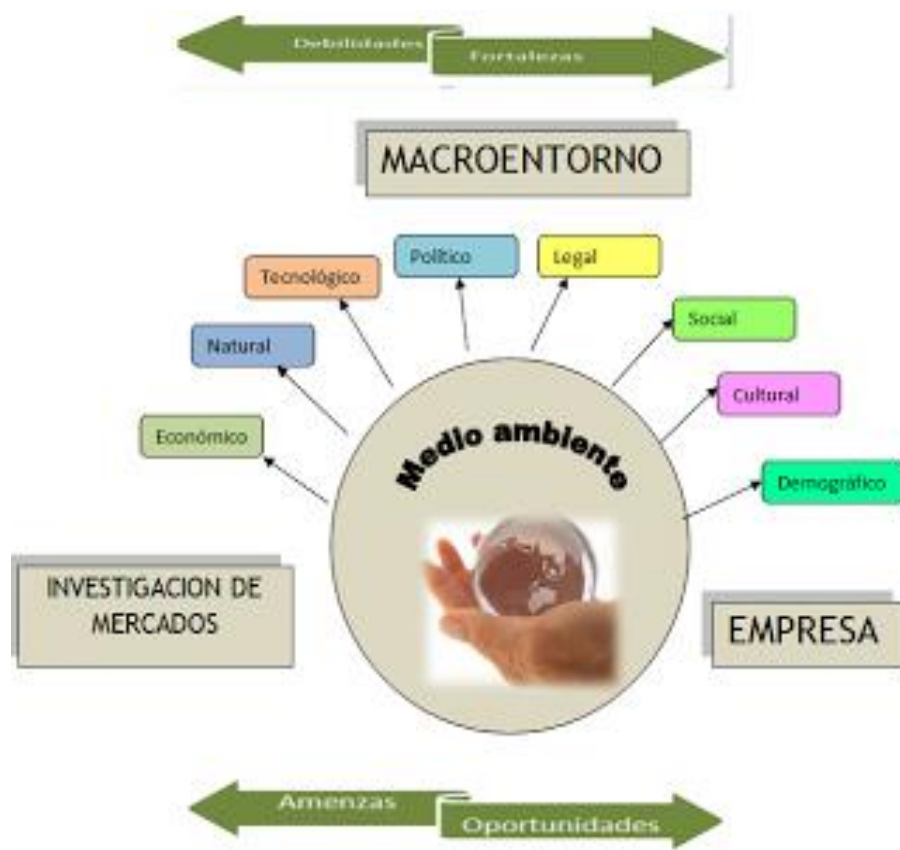 Debilidades
Fortalezas
MACROENTORNO
Político
Legal
Tecnológico
Social
Natural
Cultural
Económico
Medio ambiente
Demográfico
INVESTIGACION DE
MERCADOS
EMPRESA
Amenzas
Oportunidades